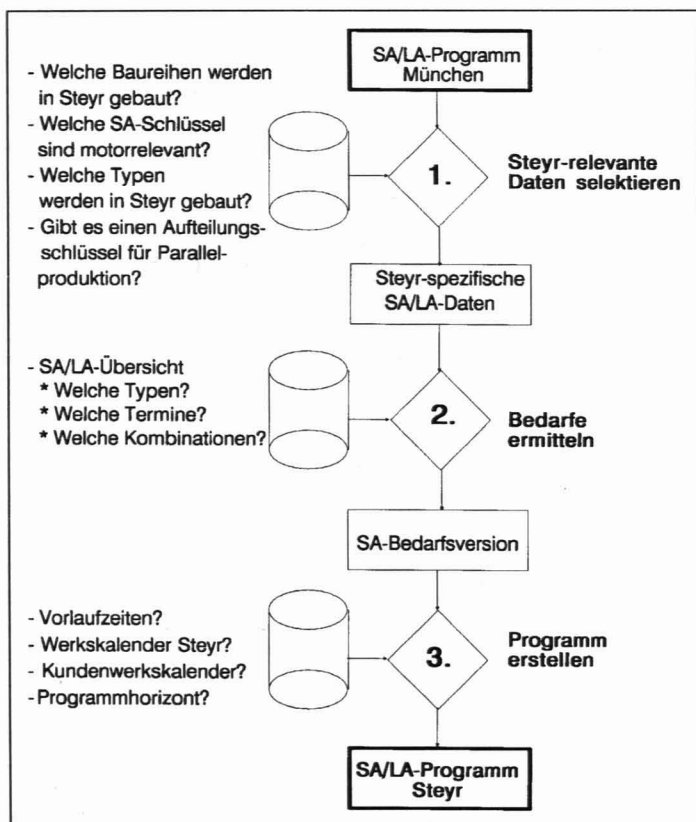 SA/LA-Programm
München
- Welche Baureihen werden
in Steyr gebaut?
- Welche SA-Schlüssel
sind motorrelevant?
- Welche Typen
werden in Steyr gebaut?
- Gibt es einen Aufteilungs-
schlüssel für Parallel-
produktion?
1.
Steyr-relevante
Daten selektieren
Steyr-spezifische
SA/LA-Daten
- SA/LA-Übersicht
* Welche Typen?
* Welche Termine?
* Welche Kombinationen?
2.
Bedarfe
ermitteln
SA-Bedarfsversion
- Vorlaufzeiten?
- Werkskalender Steyr?
- Kundenwerkskalender?
- Programmhorizont?
3.
Programm
erstellen
SA/LA-Programm
Steyr